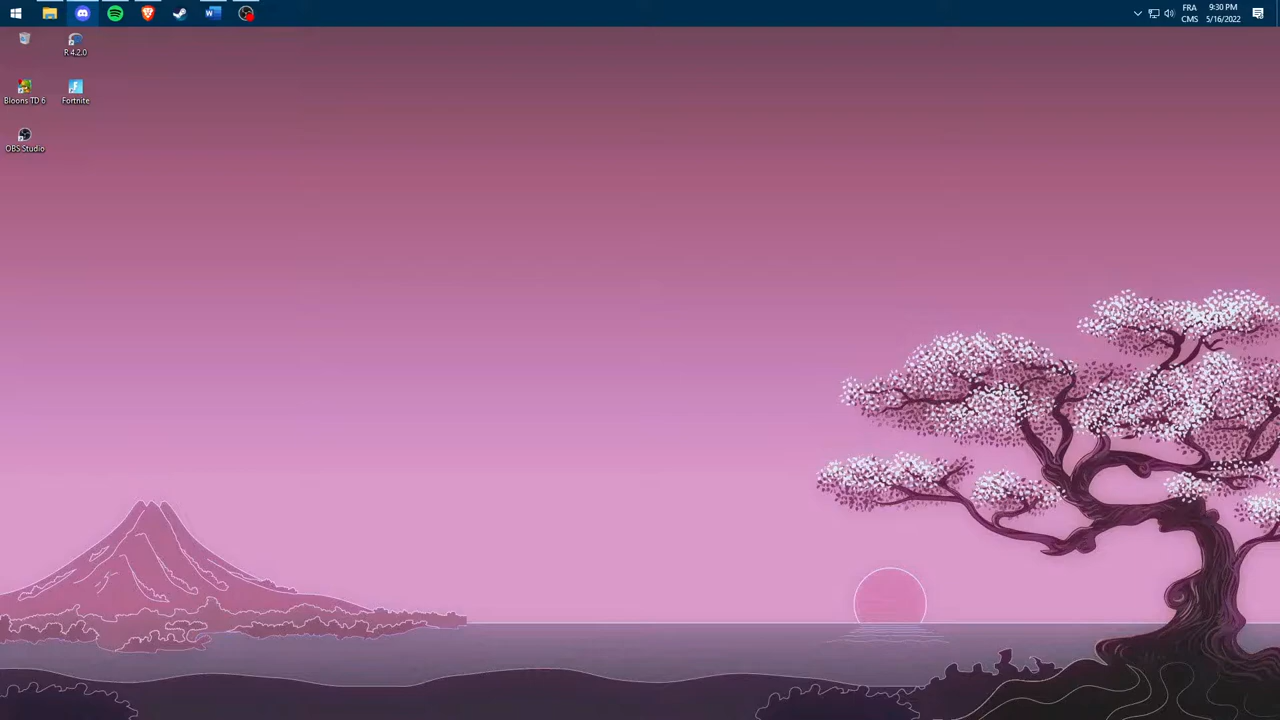 FRA
CMS
9:30 PM
5/16/2022
R 4.2.0
Bloons TD 6
Fortnite
OBS Studio